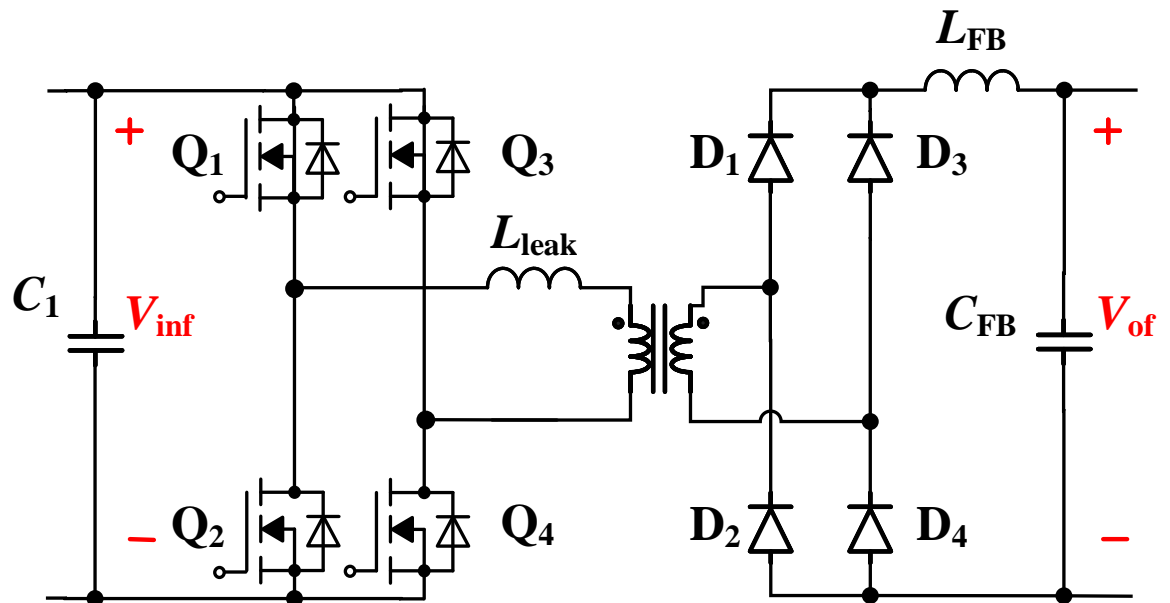 L_FB
+
Q_1
Q_3
D_1
D_3
+
L_leak
C_1
V_inf
C_FB
V_of
−
Q_2
Q_4
D_2
D_4
−